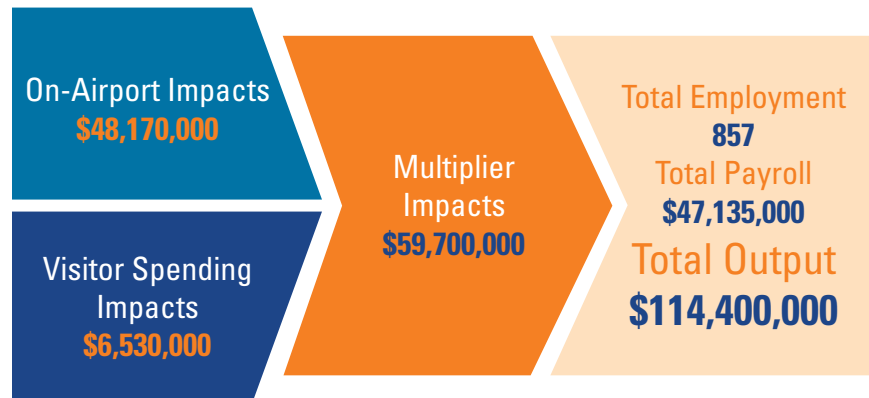 On-Airport Impacts
$48,170,000
Visitor Spending
Impacts
$6,530,000
Multiplier
Impacts
$59,700,000
Total Employment
857
Total Payroll
$47,135,000
Total Output
$114,400,000